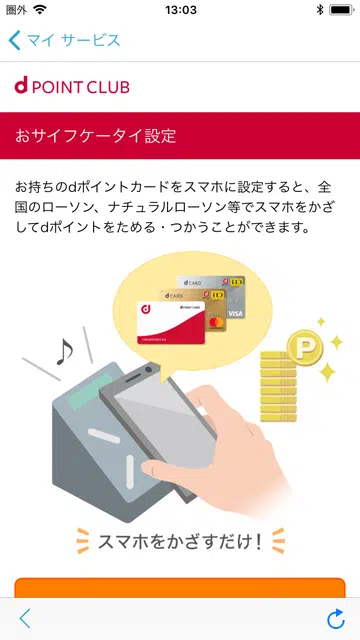 圏外 13:03
マイ サービス
d POINT CLUB
おサイフケータイ設定
お持ちのdポイントカードをスマホに設定すると、全
国のローソン、ナチュラルローソン等でスマホをかざ
してdポイントをためる・つかうことができます。
d CARD iD
d CARD iD
VISA
d POINT CARD
P
スマホをかざすだけ!